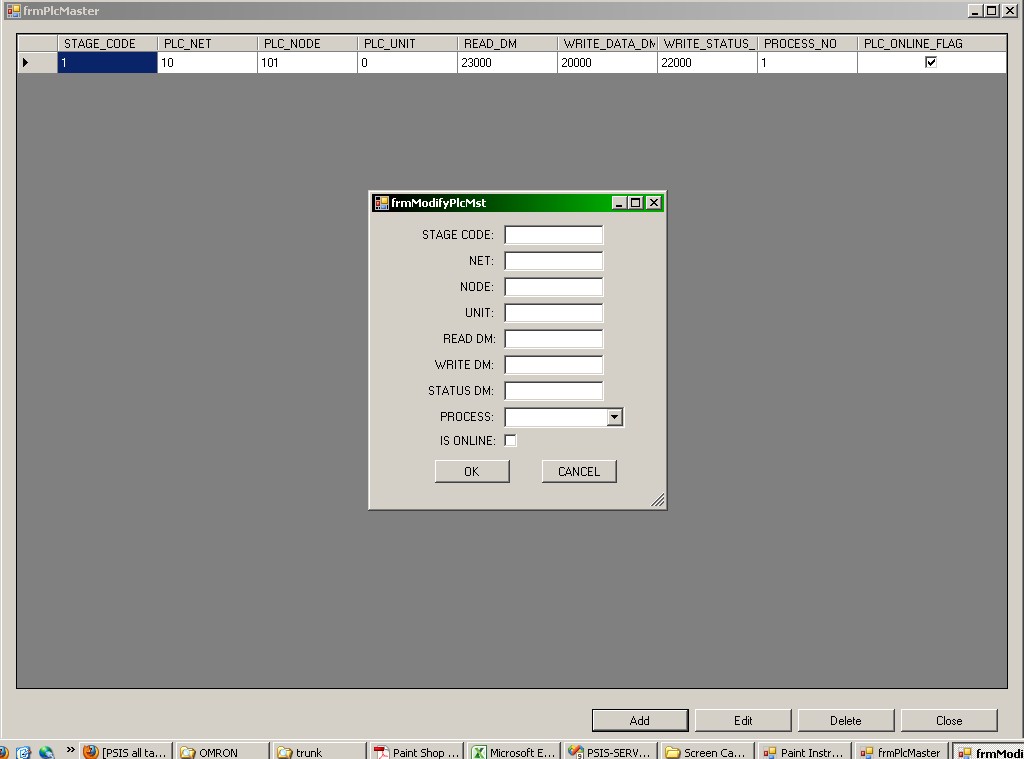 frmPlcMaster
STAGE_CODE PLC_NET PLC_NODE PLC_UNIT READ_DM WRITE_DATA_DM WRITE_STATUS_ PROCESS_NO PLC_ONLINE_FLAG
1 10 101 0 23000 20000 22000 1
frmModifyPlcMst
STAGE CODE:
NET:
NODE:
UNIT:
READ DM:
WRITE DM:
STATUS DM:
PROCESS:
IS ONLINE:
OK CANCEL
Add Edit Delete Close
» [PSIS all ta... OMRON trunk Paint Shop ... Microsoft E... PSIS-SERV... Screen Ca... Paint Instr... frmPlcMaster frmModi